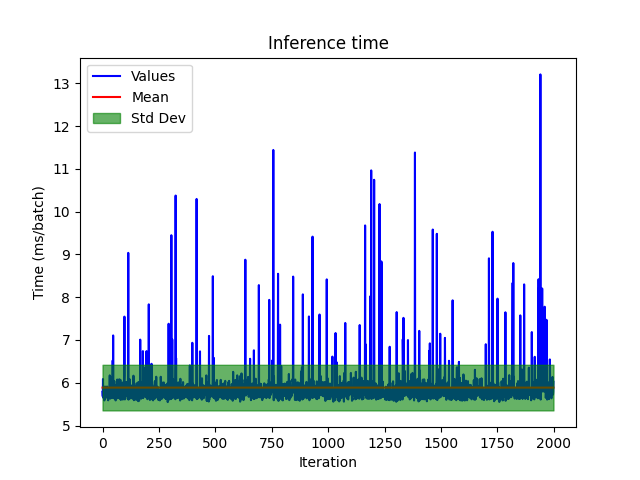 Inference time
Values
Mean
Std Dev
Time (ms/batch)
13
12
11
10
9
8
7
6
5
0 250 500 750 1000 1250 1500 1750 2000
Iteration